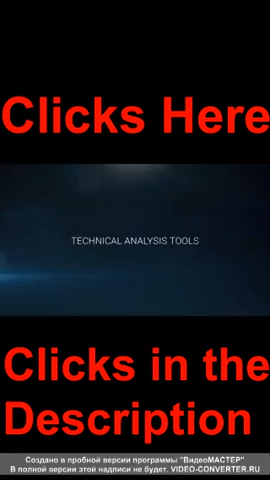 Clicks Here
TECHNICAL ANALYSIS TOOLS
Clicks in the
Description
Создано в пробной версии программы "ВидеоМАСТЕР"
В полной версии этой надписи не будет. VIDEO-CONVERTER.RU